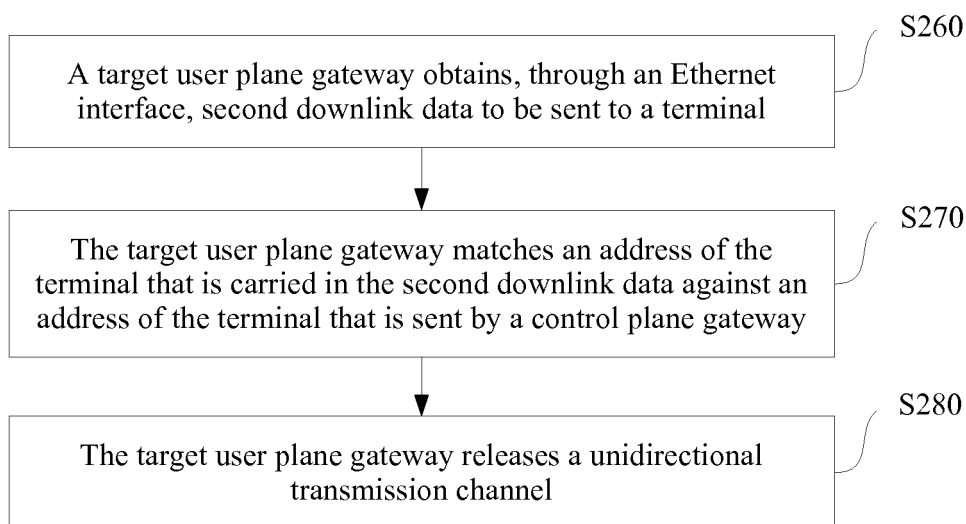 S260
A target user plane gateway obtains, through an Ethernet
interface, second downlink data to be sent to a terminal
S270
The target user plane gateway matches an address of the
terminal that is carried in the second downlink data against an
address of the terminal that is sent by a control plane gateway
S280
The target user plane gateway releases a unidirectional
transmission channel